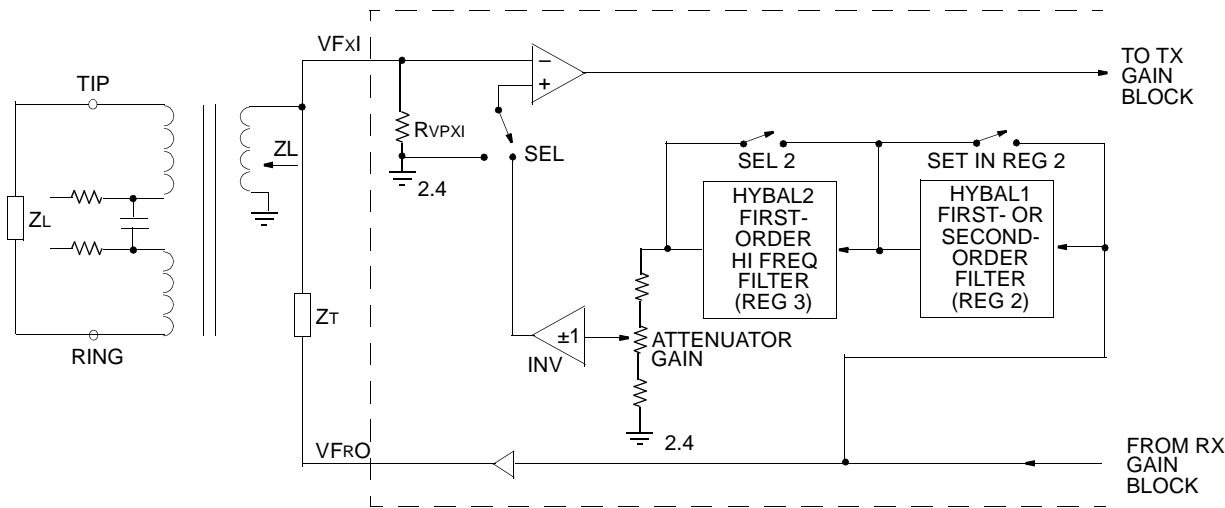 VFXI
TIP
ZL
RING
ZL
ZT
VFRO
RVPXI
2.4
−
+
SEL
±1
INV
TO TX
GAIN
BLOCK
SEL 2
SET IN REG 2
HYBAL2
FIRST-
ORDER
HI FREQ
FILTER
(REG 3)
HYBAL1
FIRST- OR
SECOND-
ORDER
FILTER
(REG 2)
ATTENUATOR
GAIN
2.4
FROM RX
GAIN
BLOCK